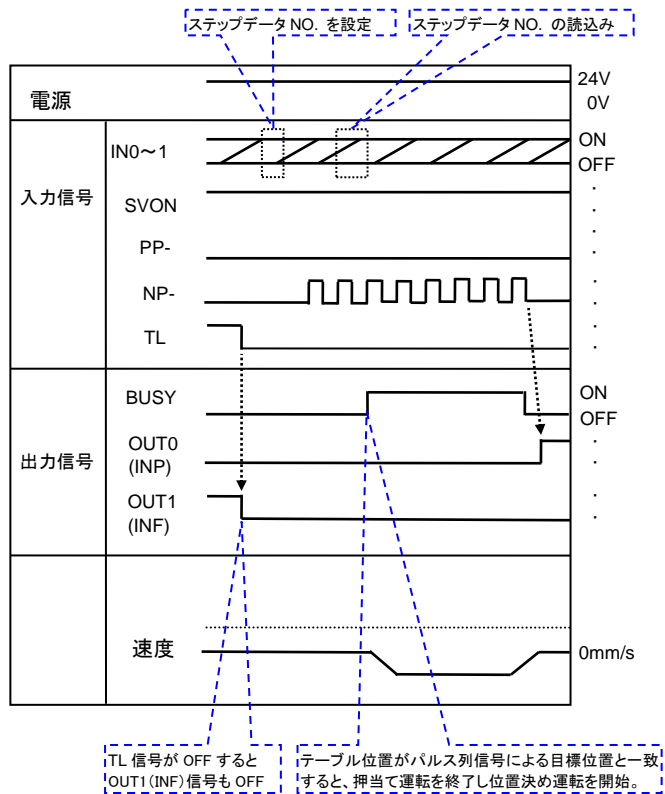 ステップデータ NO. を設定
ステップデータ NO. の読込み
電源
24V
0V
入力信号
IN0～1
ON
OFF
SVON
PP-
NP-
TL
出力信号
BUSY
ON
OFF
OUT0
(INP)
OUT1
(INF)
速度
0mm/s
TL 信号が OFF すると
OUT1（INF）信号も OFF
テーブル位置がパルス列信号による目標位置と一致
すると、押当て運転を終了し位置決め運転を開始。